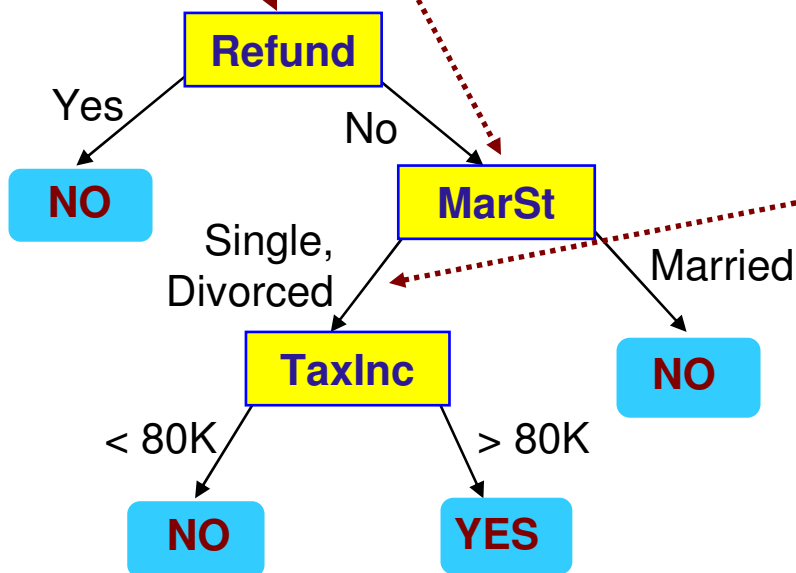 Refund
Yes
No
NO
MarSt
Single,
Divorced
Married
TaxInc
NO
< 80K
> 80K
NO
YES